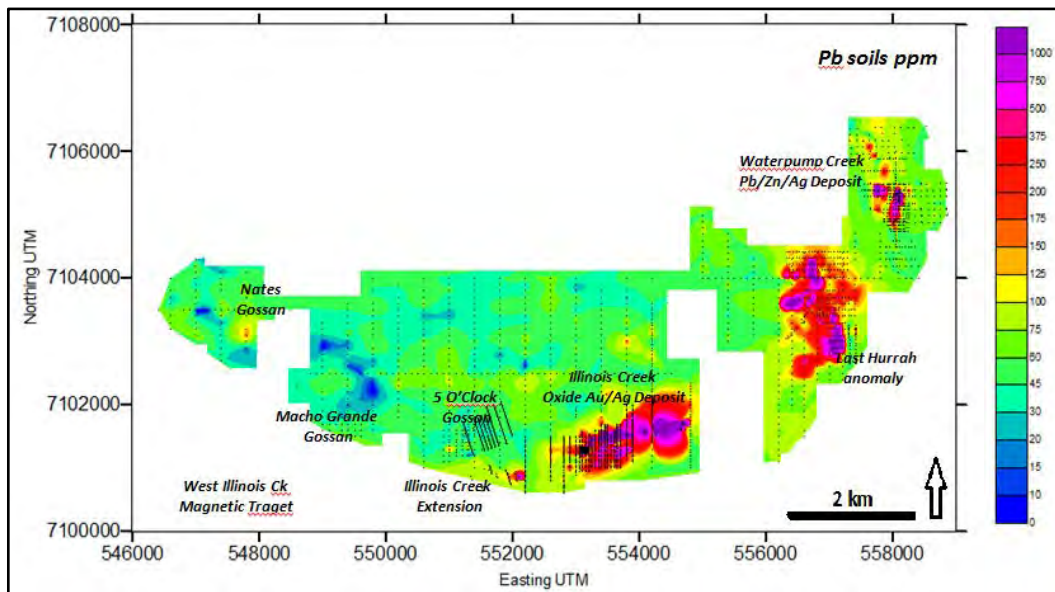 7108000
7106000
7104000
7102000
7100000
Northing UTM
546000
548000
550000
552000
554000
556000
558000
Easting UTM
Pb soils ppm
Waterpump Creek
Pb/Zn/Ag Deposit
Nates
Gossan
Last Hurrah
anomaly
Illinois Creek
Oxide Au/Ag Deposit
5 O'Clock
Gossan
Macho Grande
Gossan
West Illinois Ck
Magnetic Traget
Illinois Creek
Extension
2 km
1000
750
500
375
250
200
175
150
125
100
75
60
45
30
20
15
10
0